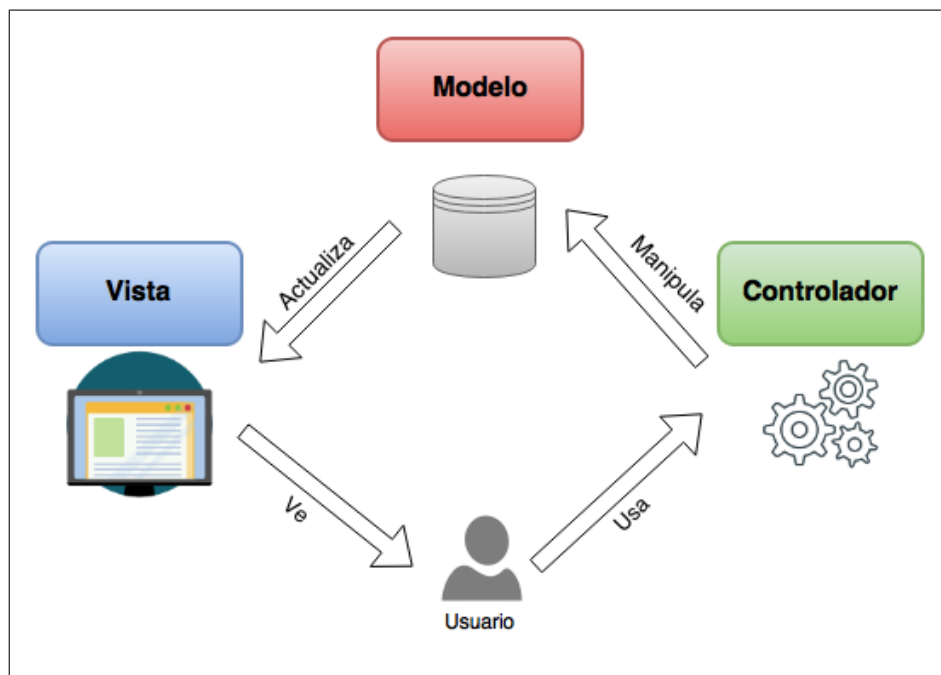 Modelo
Actualiza
Manipula
Vista
Controlador
Ve
Usa
Usuario